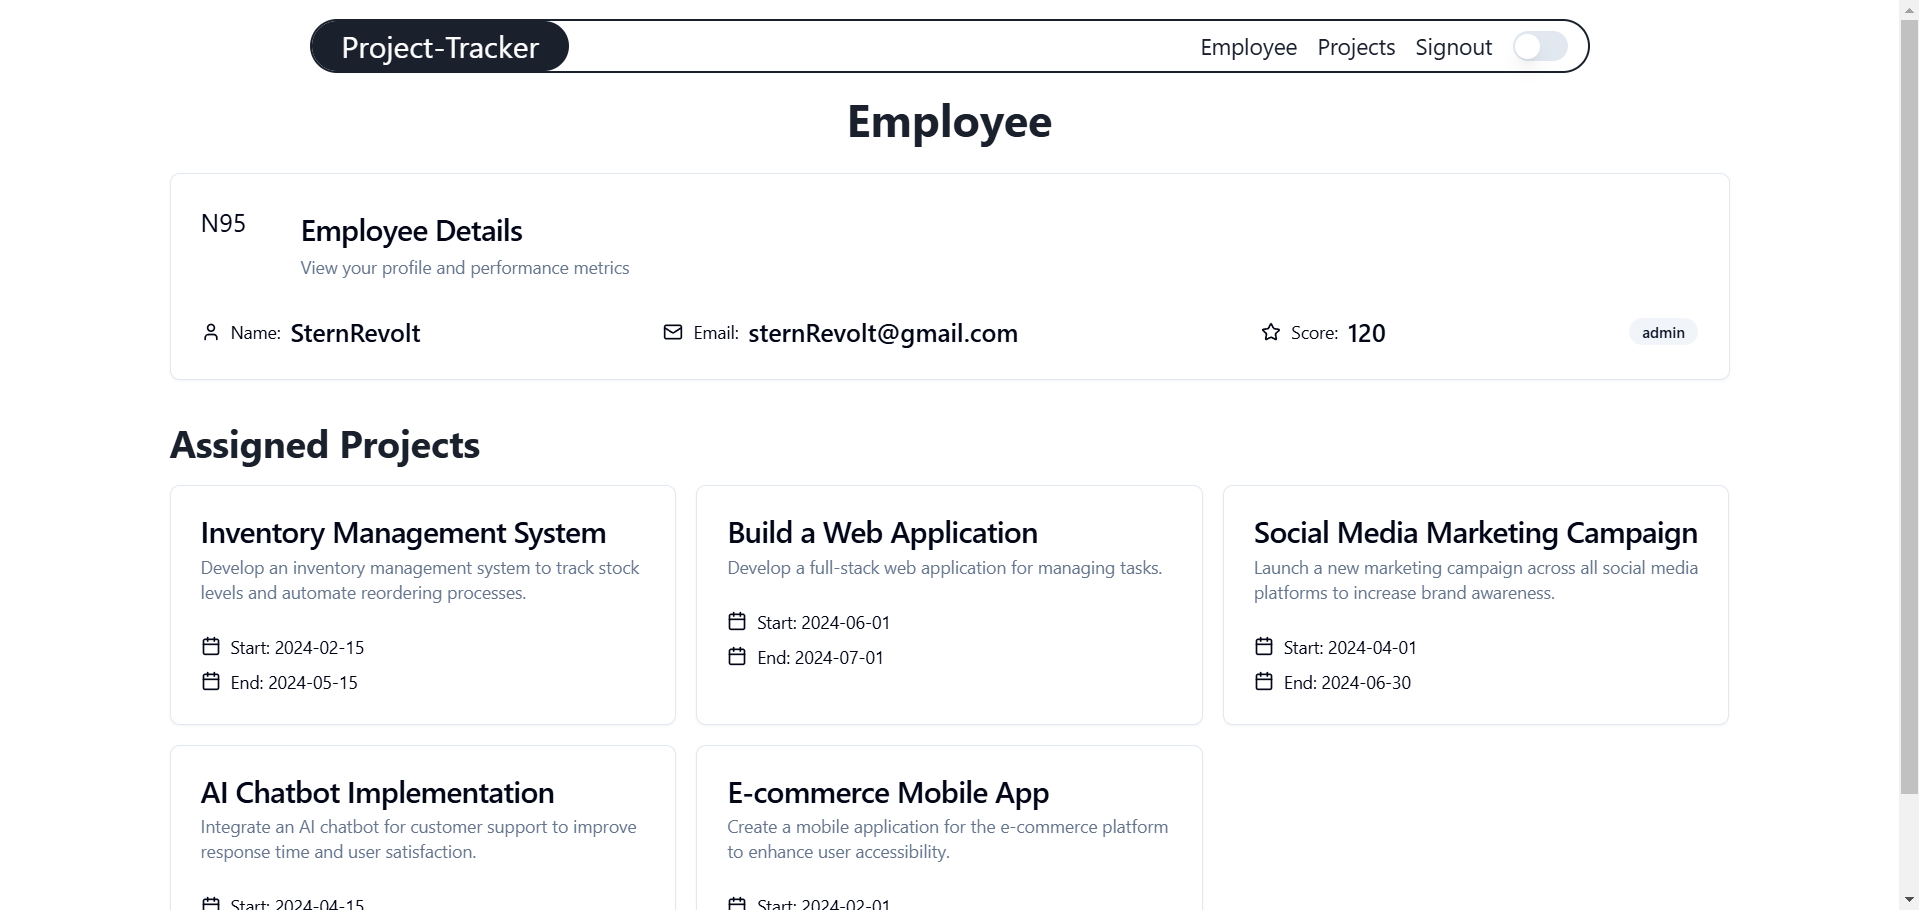 Project-Tracker
Employee Projects Signout
Employee
N95
Employee Details
View your profile and performance metrics
Name: SternRevolt
Email: sternRevolt@gmail.com
Score: 120
admin
Assigned Projects
Inventory Management System
Develop an inventory management system to track stock
levels and automate reordering processes.
Start: 2024-02-15
End: 2024-05-15
Build a Web Application
Develop a full-stack web application for managing tasks.
Start: 2024-06-01
End: 2024-07-01
Social Media Marketing Campaign
Launch a new marketing campaign across all social media
platforms to increase brand awareness.
Start: 2024-04-01
End: 2024-06-30
AI Chatbot Implementation
Integrate an AI chatbot for customer support to improve
response time and user satisfaction.
Start: 2024-04-15
E-commerce Mobile App
Create a mobile application for the e-commerce platform
to enhance user accessibility.
Start: 2024-02-01